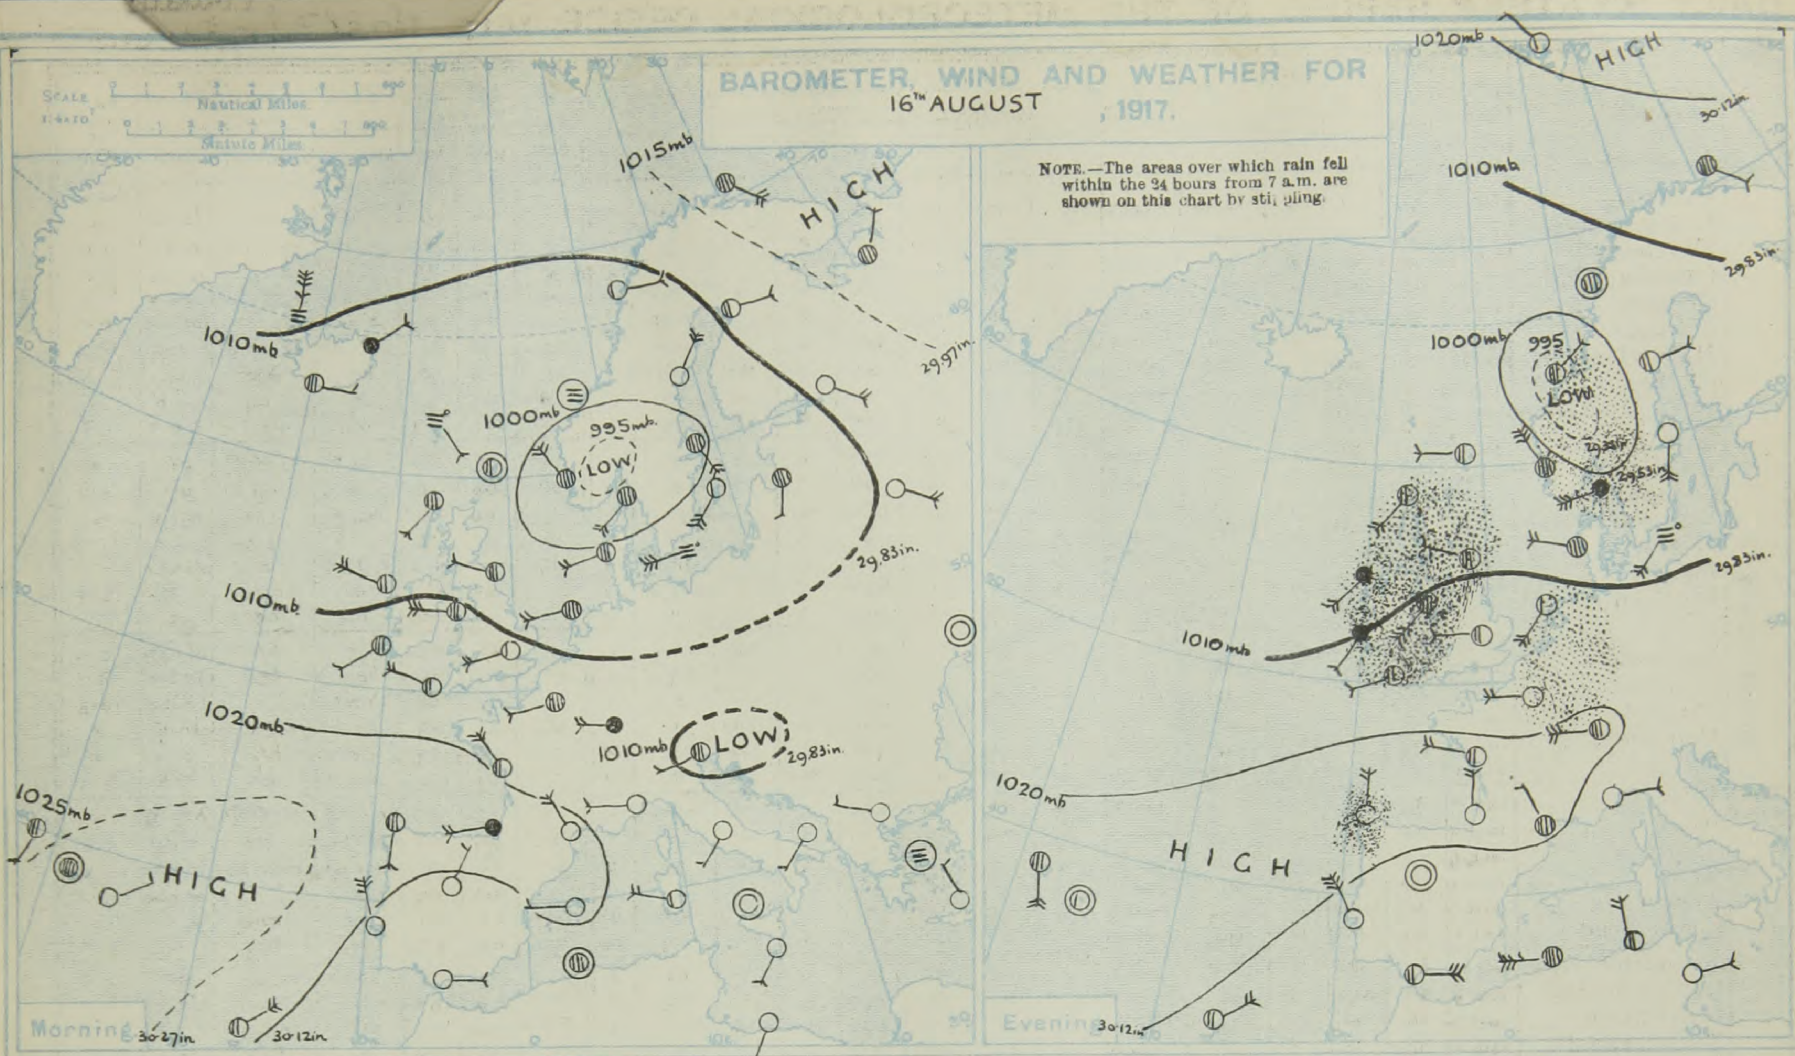 BAROMETER, WIND AND WEATHER FOR
16TH AUGUST , 1917.
SCALE
Nautical Miles
Statute Miles
NOTE.—The areas over which rain fell
within the 24 hours from 7 a.m. are
shown on this chart by stippling.
1015mb
HIGH
29.97in.
1010mb
1000mb
995mb.
LOW
29.83in.
1010mb
1020mb
1010mb
LOW
29.83in.
1025mb
HIGH
Morning
30.27in.
30.12in.
1020mb
HIGH
30.12in.
1010mb
29.83in.
1000mb
995
LOW
29.53in.
29.83in.
1010mb
1020mb
HIGH
Evening
30.12in.